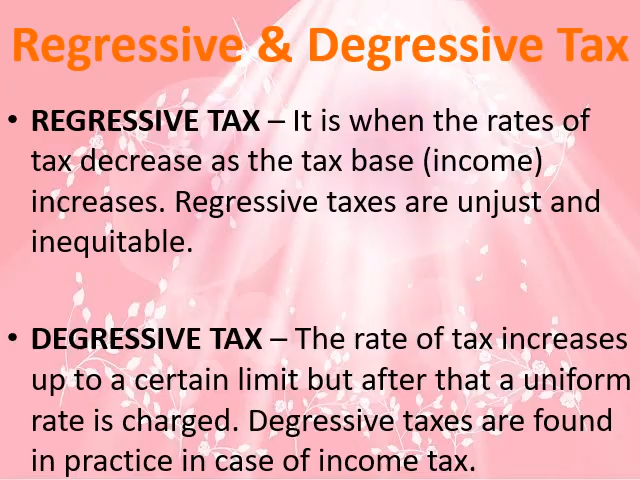 Regressive & Degressive Tax
• REGRESSIVE TAX – It is when the rates of
tax decrease as the tax base (income)
increases. Regressive taxes are unjust and
inequitable.
• DEGRESSIVE TAX – The rate of tax increases
up to a certain limit but after that a uniform
rate is charged. Degressive taxes are found
in practice in case of income tax.